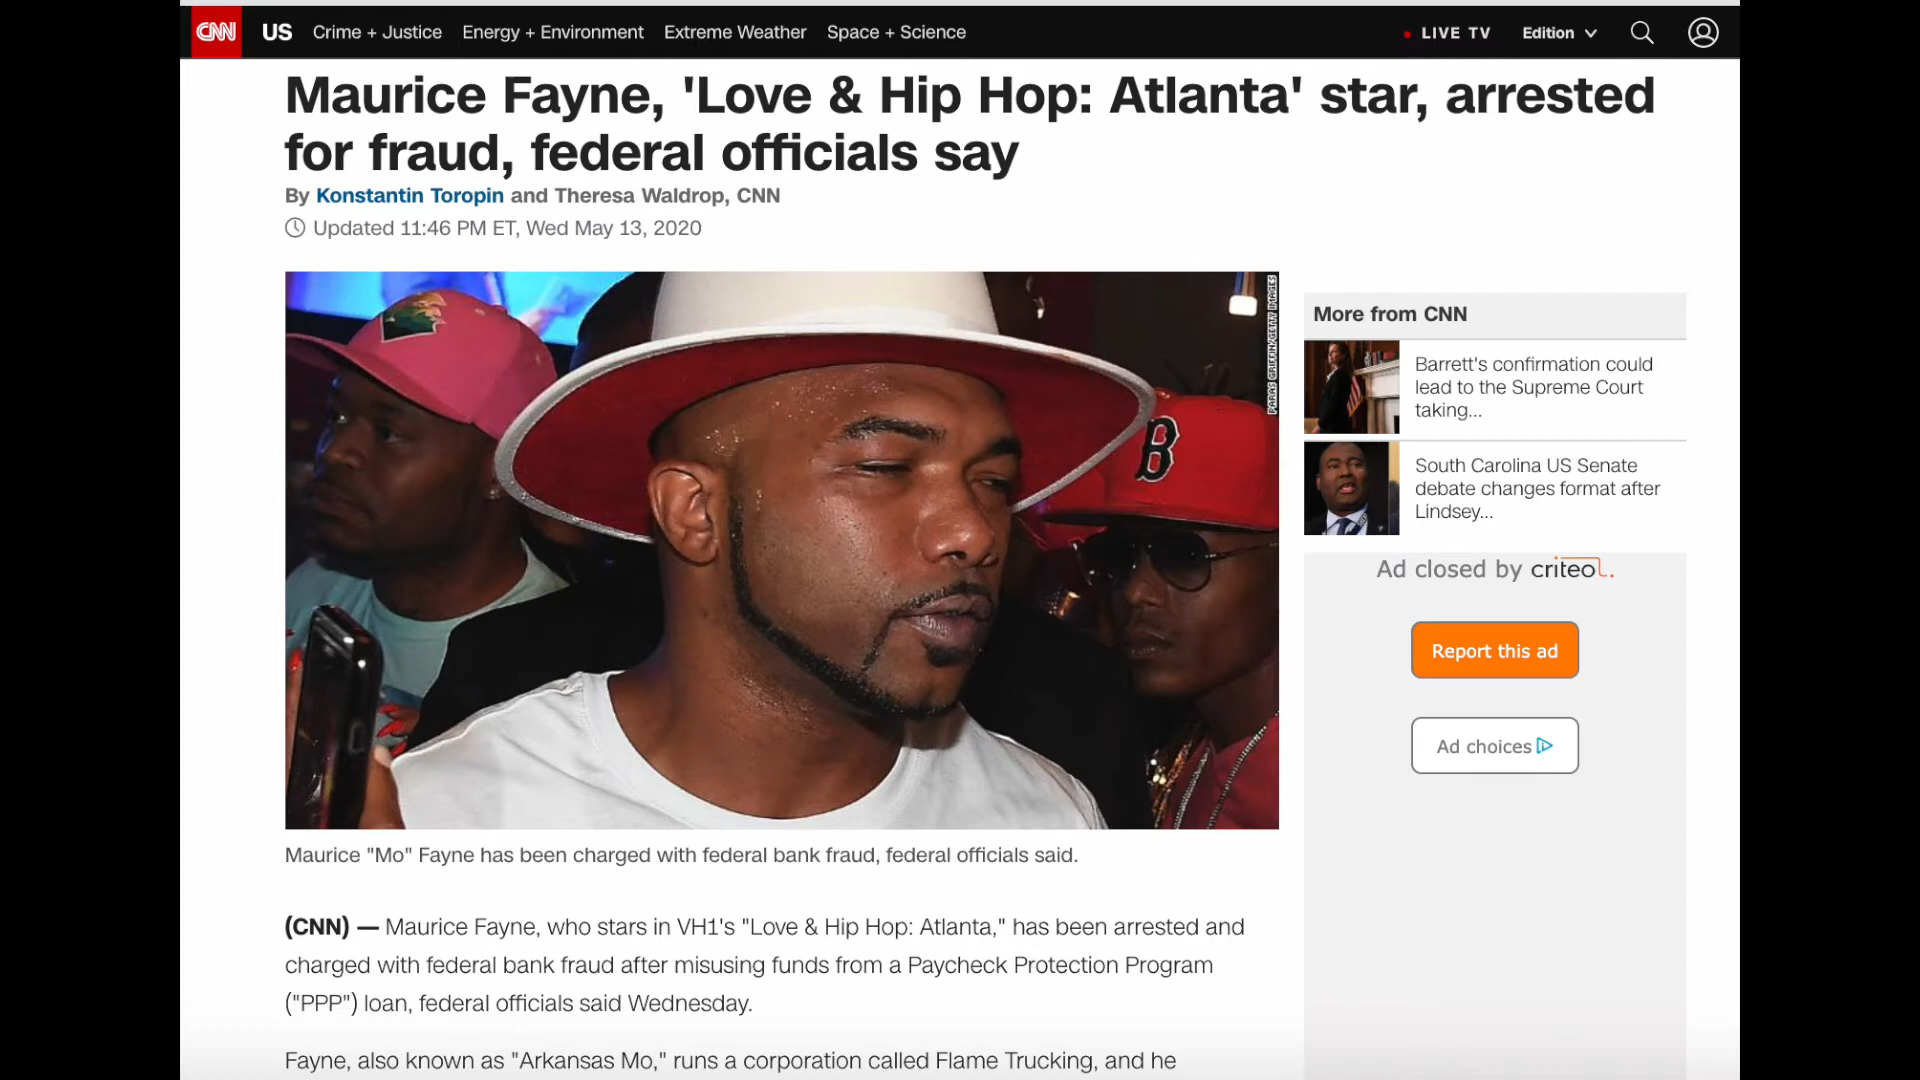 CNN US Crime + Justice Energy + Environment Extreme Weather Space + Science LIVE TV Edition
Maurice Fayne, 'Love & Hip Hop: Atlanta' star, arrested
for fraud, federal officials say
By Konstantin Toropin and Theresa Waldrop, CNN
Updated 11:46 PM ET, Wed May 13, 2020
PARAS GRIFFIN/GETTY IMAGES
B
Maurice "Mo" Fayne has been charged with federal bank fraud, federal officials said.
(CNN) — Maurice Fayne, who stars in VH1's "Love & Hip Hop: Atlanta," has been arrested and
charged with federal bank fraud after misusing funds from a Paycheck Protection Program
("PPP") loan, federal officials said Wednesday.
Fayne, also known as "Arkansas Mo," runs a corporation called Flame Trucking, and he
More from CNN
Barrett's confirmation could
lead to the Supreme Court
taking...
South Carolina US Senate
debate changes format after
Lindsey...
Ad closed by criteo.
Report this ad
Ad choices